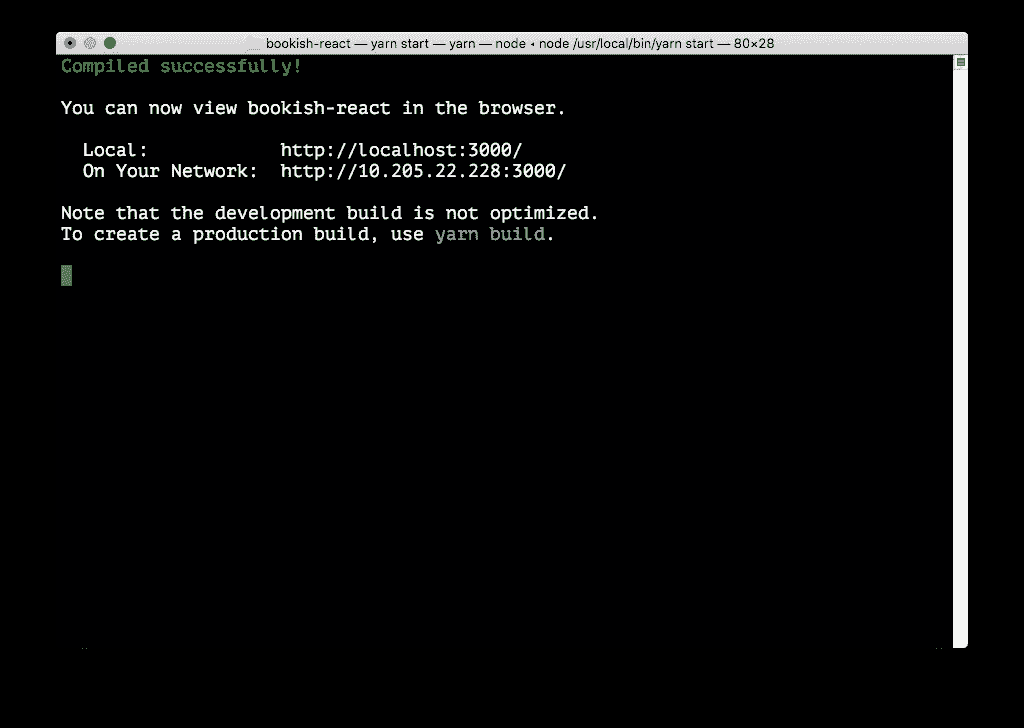 bookish-react — yarn start — yarn — node • node /usr/local/bin/yarn start — 80×28
Compiled successfully!
You can now view bookish-react in the browser.
Local: http://localhost:3000/
On Your Network: http://10.205.22.228:3000/
Note that the development build is not optimized.
To create a production build, use yarn build.